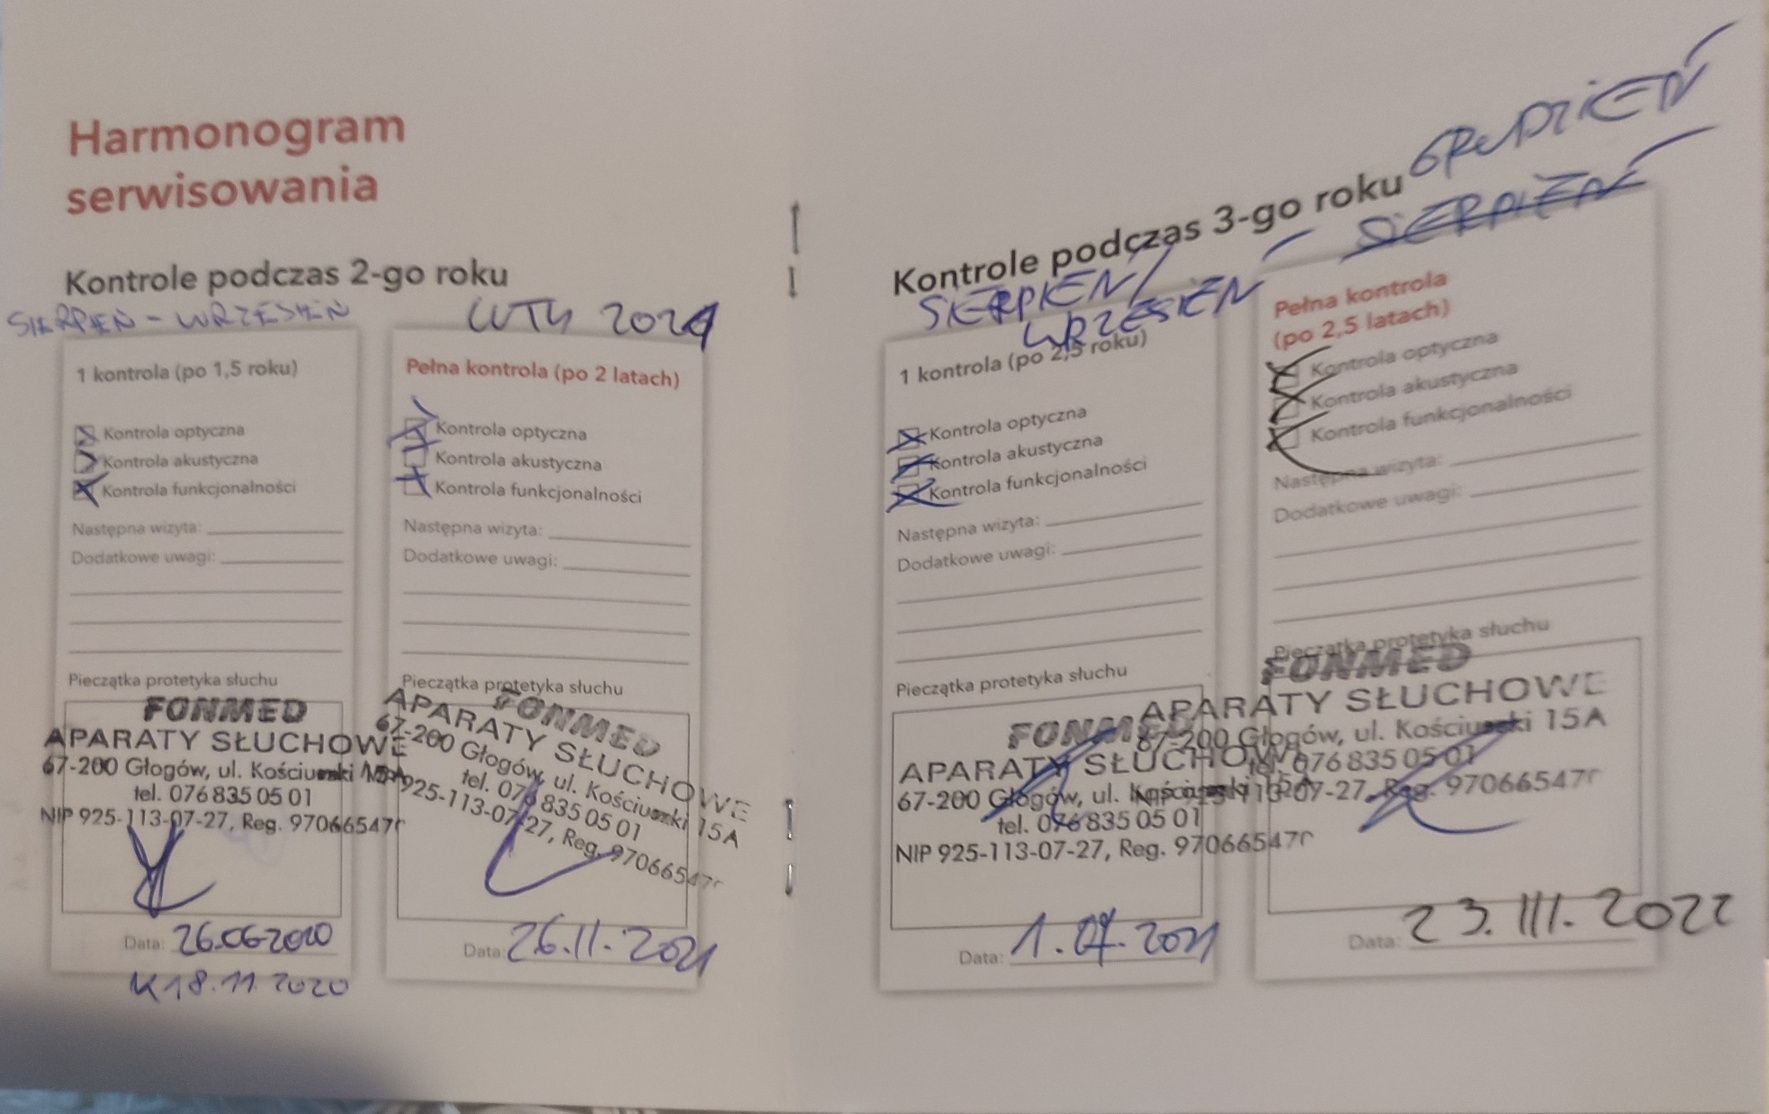 Harmonogram
serwisowania
Kontrole podczas 2-go roku
SIERPIEŃ - WRZESIEŃ
1 kontrola (po 1,5 roku)
Kontrola optyczna
Kontrola akustyczna
Kontrola funkcjonalności
Następna wizyta:
Dodatkowe uwagi:
Pieczątka protetyka słuchu
FONMED
APARATY SŁUCHOWE
67-200 Głogów, ul. Kościuszki 15A
tel. 076 835 05 01
NIP 925-113-07-27, Reg. 97066547
Data: 26.06.2020
K 18.11.2020
LUTY 2021
Pełna kontrola (po 2 latach)
Kontrola optyczna
Kontrola akustyczna
Kontrola funkcjonalności
Następna wizyta:
Dodatkowe uwagi:
Pieczątka protetyka słuchu
FONMED
APARATY SŁUCHOWE
67-200 Głogów, ul. Kościuszki 15A
tel. 076 835 05 01
NIP 925-113-07-27, Reg. 97066547
Data: 26.11.2021
Kontrole podczas 3-go roku
SIERPIEŃ/
WRZESIEŃ
1 kontrola (po 2,5 roku)
Kontrola optyczna
Kontrola akustyczna
Kontrola funkcjonalności
Następna wizyta:
Dodatkowe uwagi:
Pieczątka protetyka słuchu
FONMED
APARATY SŁUCHOWE
67-200 Głogów, ul. Kościuszki 15A
tel. 076 835 05 01
NIP 925-113-07-27, Reg. 97066547
Data: 1.07.2021
GRUDZIEŃ
SIERPIEŃ
Pełna kontrola
(po 2,5 latach)
Kontrola optyczna
Kontrola akustyczna
Kontrola funkcjonalności
Następna wizyta:
Dodatkowe uwagi:
Pieczątka protetyka słuchu
FONMED
APARATY SŁUCHOWE
67-200 Głogów, ul. Kościuszki 15A
tel. 076 835 05 01
NIP 925-113-07-27, Reg. 97066547
Data: 23.III.2022